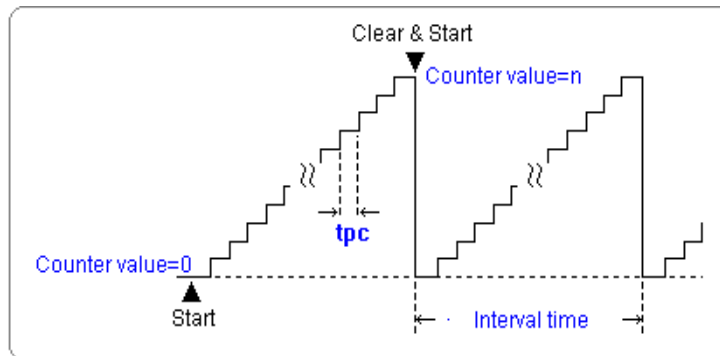 Clear & Start
Counter value=n
tpc
Counter value=0
Start
Interval time